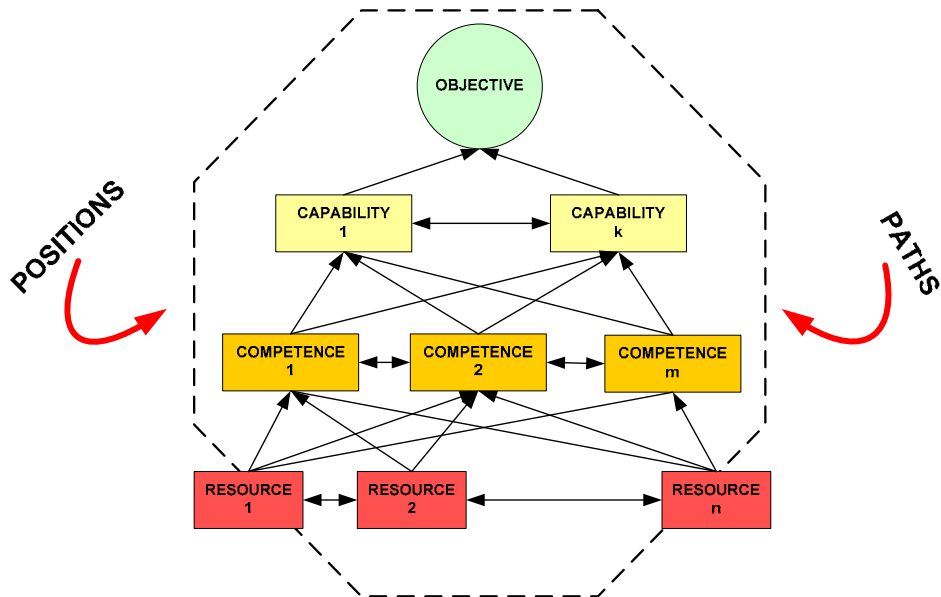 OBJECTIVE
CAPABILITY
1
CAPABILITY
k
POSITIONS
PATHS
COMPETENCE
1
COMPETENCE
2
COMPETENCE
m
RESOURCE
1
RESOURCE
2
RESOURCE
n